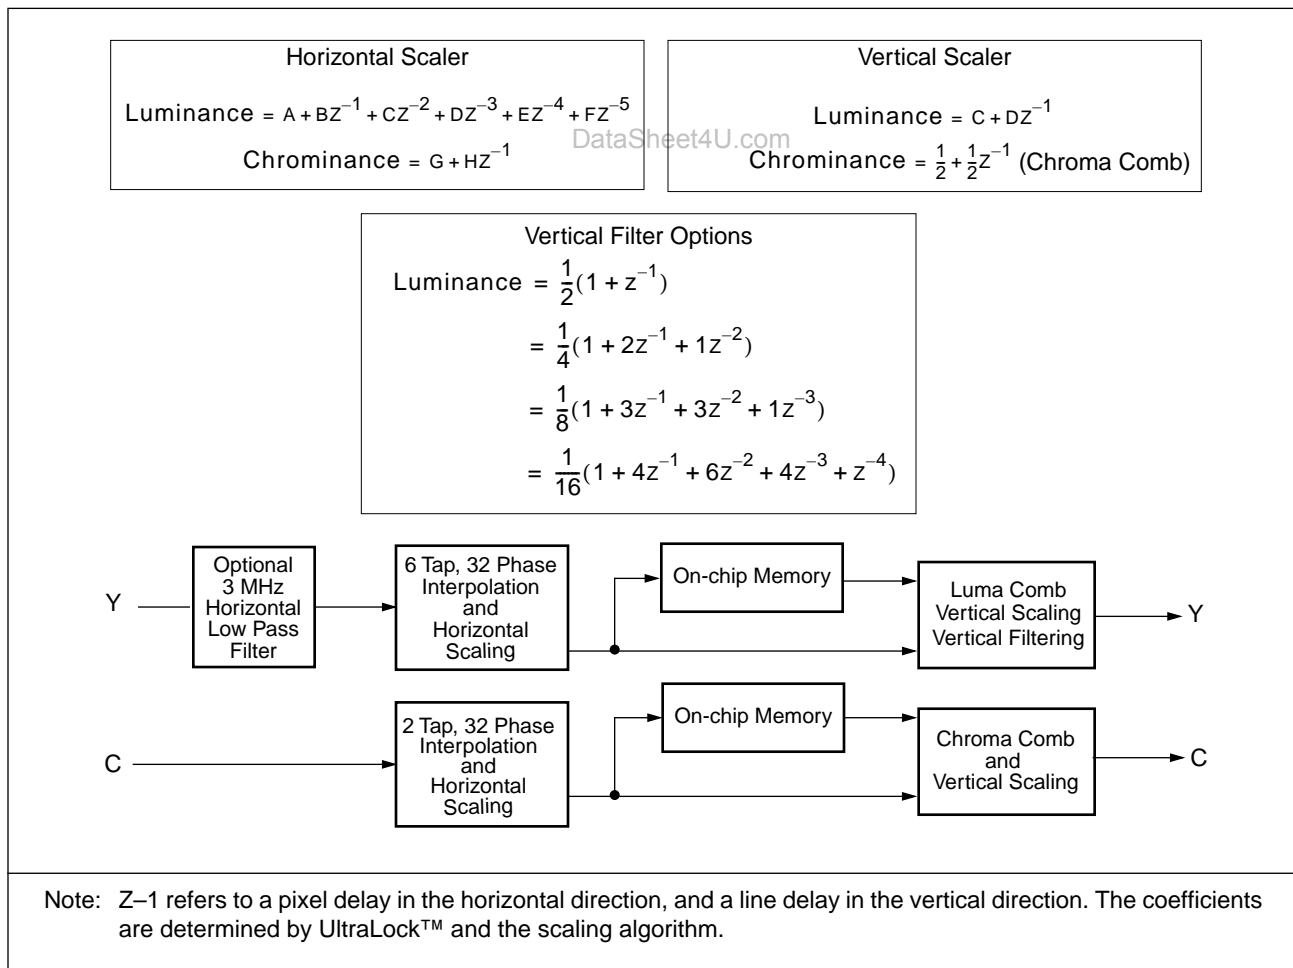 Horizontal Scaler
Luminance = A + BZ⁻¹ + CZ⁻² + DZ⁻³ + EZ⁻⁴ + FZ⁻⁵
Chrominance = G + HZ⁻¹
Vertical Scaler
Luminance = C + DZ⁻¹
Chrominance = 1/2 + 1/2 Z⁻¹ (Chroma Comb)
DataSheet4U.com
Vertical Filter Options
Luminance = 1/2 (1 + z⁻¹)
= 1/4 (1 + 2z⁻¹ + 1z⁻²)
= 1/8 (1 + 3z⁻¹ + 3z⁻² + 1z⁻³)
= 1/16 (1 + 4z⁻¹ + 6z⁻² + 4z⁻³ + z⁻⁴)
Y
Optional
3 MHz
Horizontal
Low Pass
Filter
6 Tap, 32 Phase
Interpolation
and
Horizontal
Scaling
On-chip Memory
Luma Comb
Vertical Scaling
Vertical Filtering
Y
C
2 Tap, 32 Phase
Interpolation
and
Horizontal
Scaling
On-chip Memory
Chroma Comb
and
Vertical Scaling
C
Note: Z–1 refers to a pixel delay in the horizontal direction, and a line delay in the vertical direction. The coefficients
are determined by UltraLock™ and the scaling algorithm.